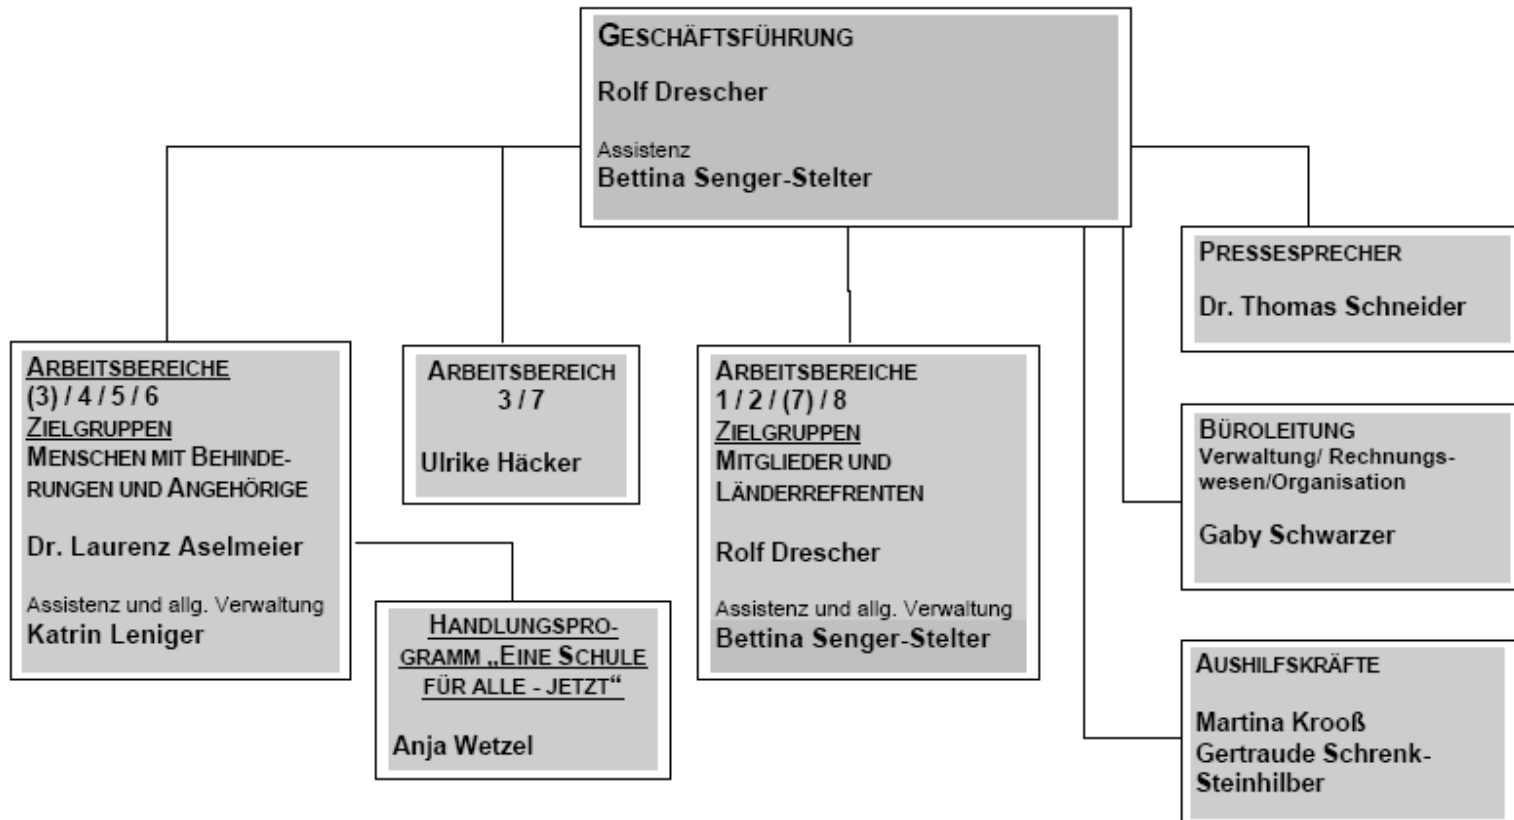 GESCHÄFTSFÜHRUNG
Rolf Drescher
Assistenz
Bettina Senger-Stelter
PRESSESPRECHER
Dr. Thomas Schneider
ARBEITSBEREICHE
(3) / 4 / 5 / 6
ZIELGRUPPEN
MENSCHEN MIT BEHINDE-
RUNGEN UND ANGEHÖRIGE
Dr. Laurenz Aselmeier
Assistenz und allg. Verwaltung
Katrin Leniger
ARBEITSBEREICH
3 / 7
Ulrike Häcker
ARBEITSBEREICHE
1 / 2 / (7) / 8
ZIELGRUPPEN
MITGLIEDER UND
LÄNDERREFRENTEN
Rolf Drescher
Assistenz und allg. Verwaltung
Bettina Senger-Stelter
BÜROLEITUNG
Verwaltung/ Rechnungs-
wesen/Organisation
Gaby Schwarzer
HANDLUNGSPRO-
GRAMM „EINE SCHULE
FÜR ALLE - JETZT“
Anja Wetzel
AUSHILFSKRÄFTE
Martina Krooß
Gertraude Schrenk-
Steinhilber